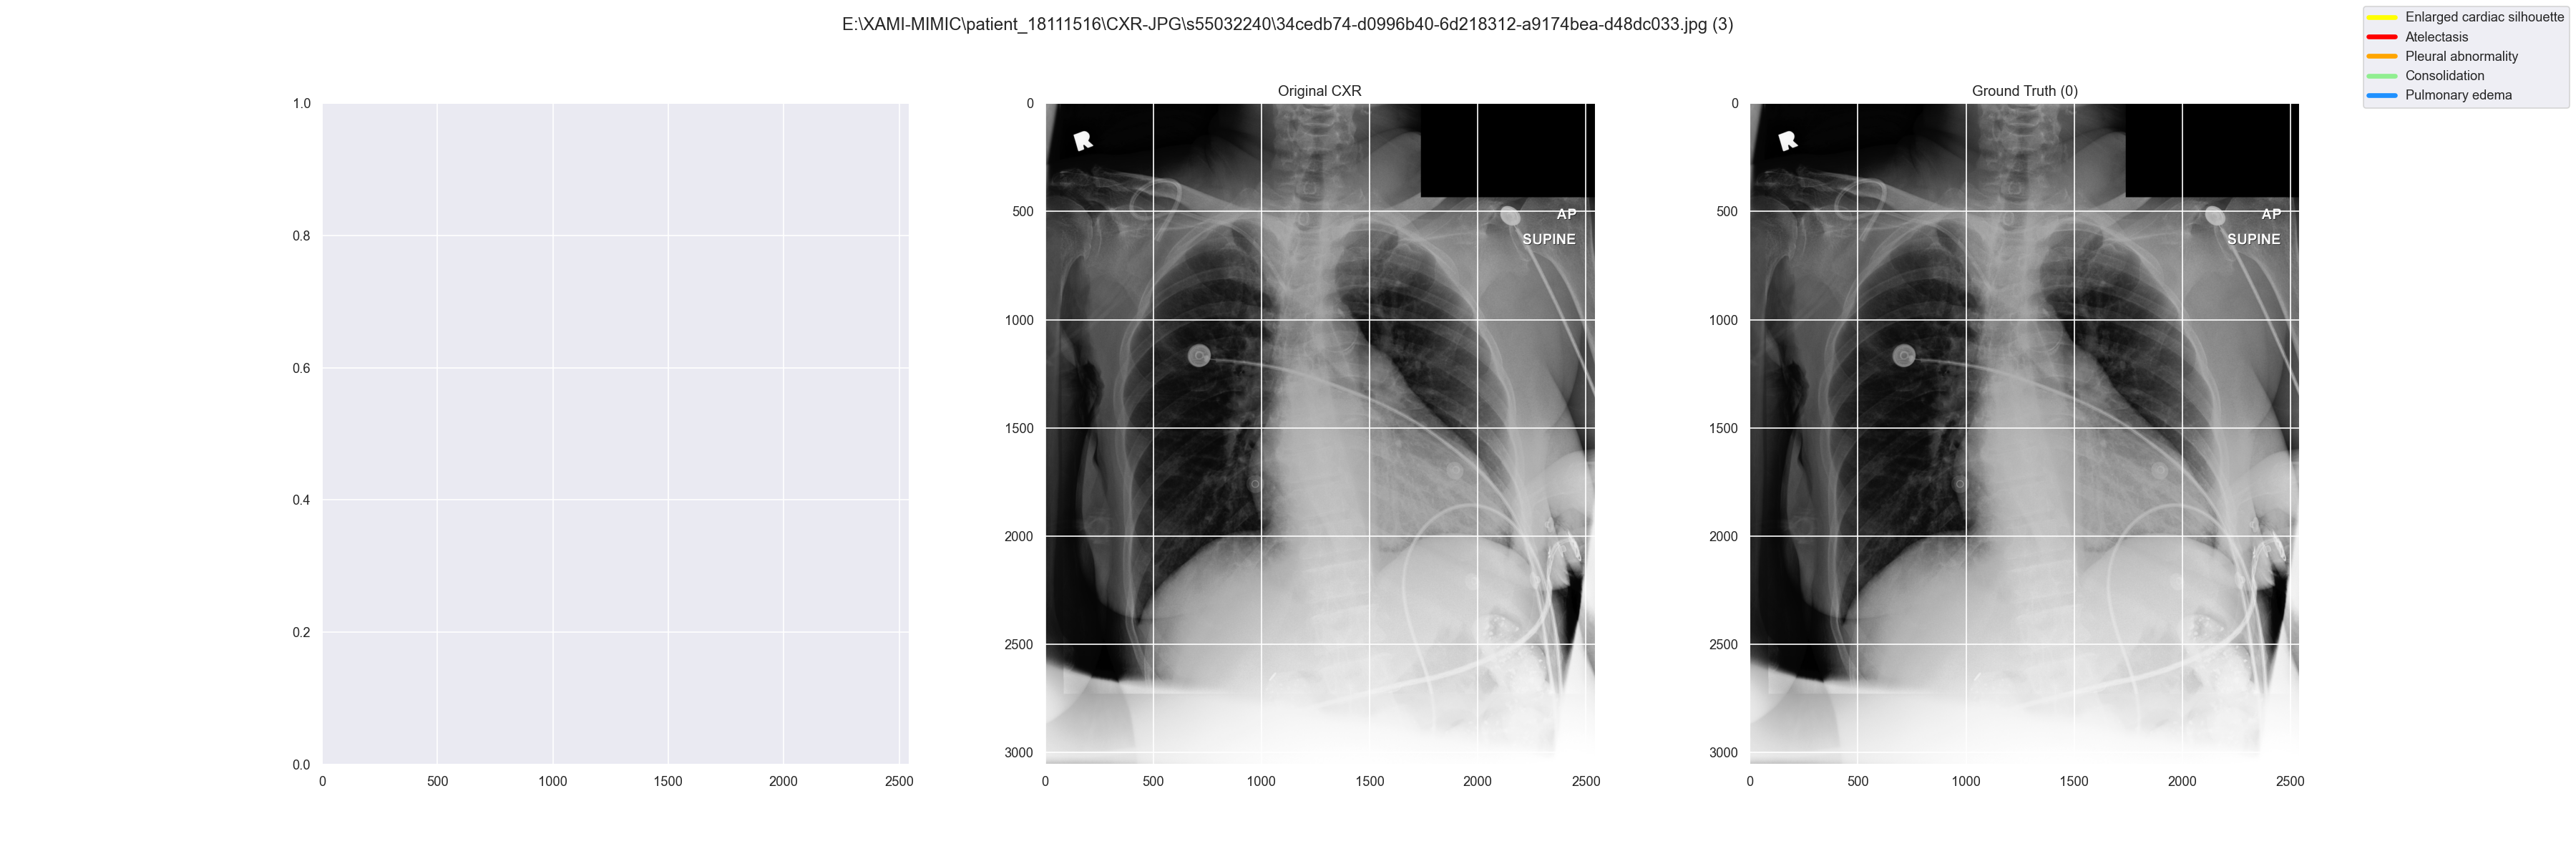 E:\XAMI-MIMIC\patient_18111516\CXR-JPG\s55032240\34cedb74-d0996b40-6d218312-a9174bea-d48dc033.jpg (3)
Enlarged cardiac silhouette
Atelectasis
Pleural abnormality
Consolidation
Pulmonary edema
1.0
0.8
0.6
0.4
0.2
0.0
0 500 1000 1500 2000 2500
Original CXR
0
500
1000
1500
2000
2500
3000
0 500 1000 1500 2000 2500
R
AP
SUPINE
Ground Truth (0)
0
500
1000
1500
2000
2500
3000
0 500 1000 1500 2000 2500
R
AP
SUPINE